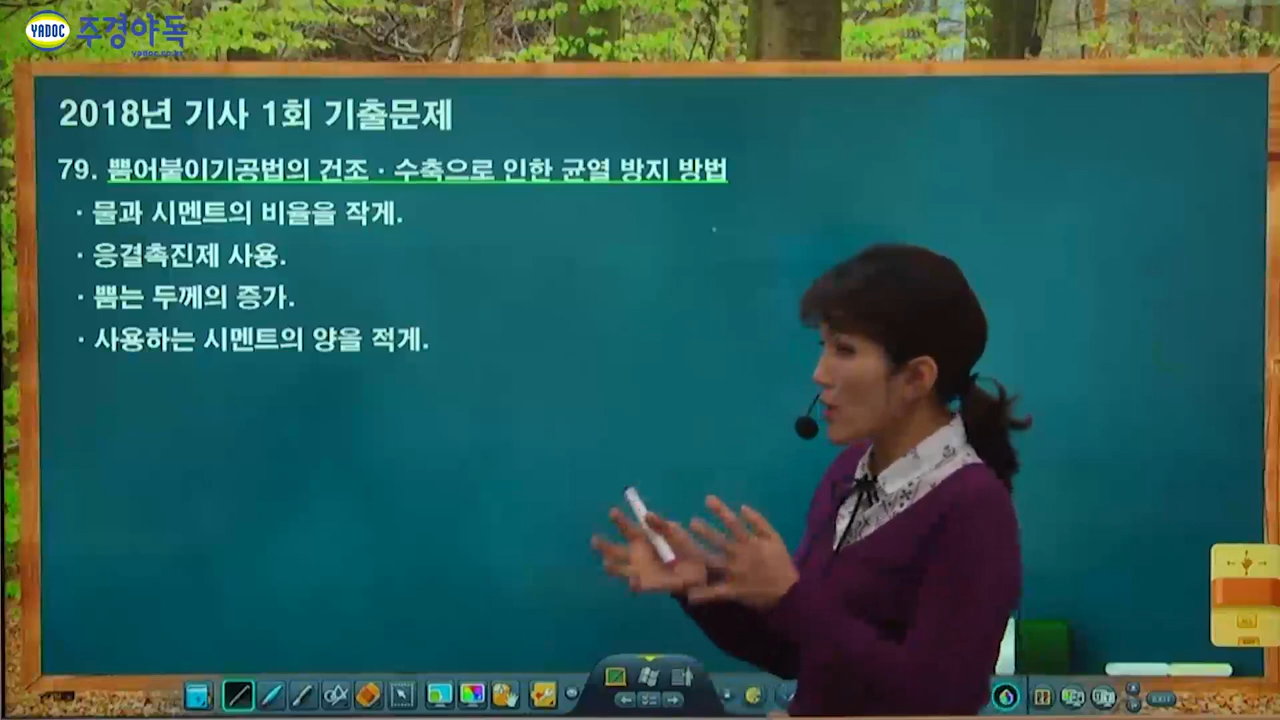 YADOC 주경야독
yadoc.co.kr
2018년 기사 1회 기출문제
79. 뿜어붙이기공법의 건조 · 수축으로 인한 균열 방지 방법
· 물과 시멘트의 비율을 작게.
· 응결촉진제 사용.
· 뿜는 두께의 증가.
· 사용하는 시멘트의 양을 적게.
EXIT